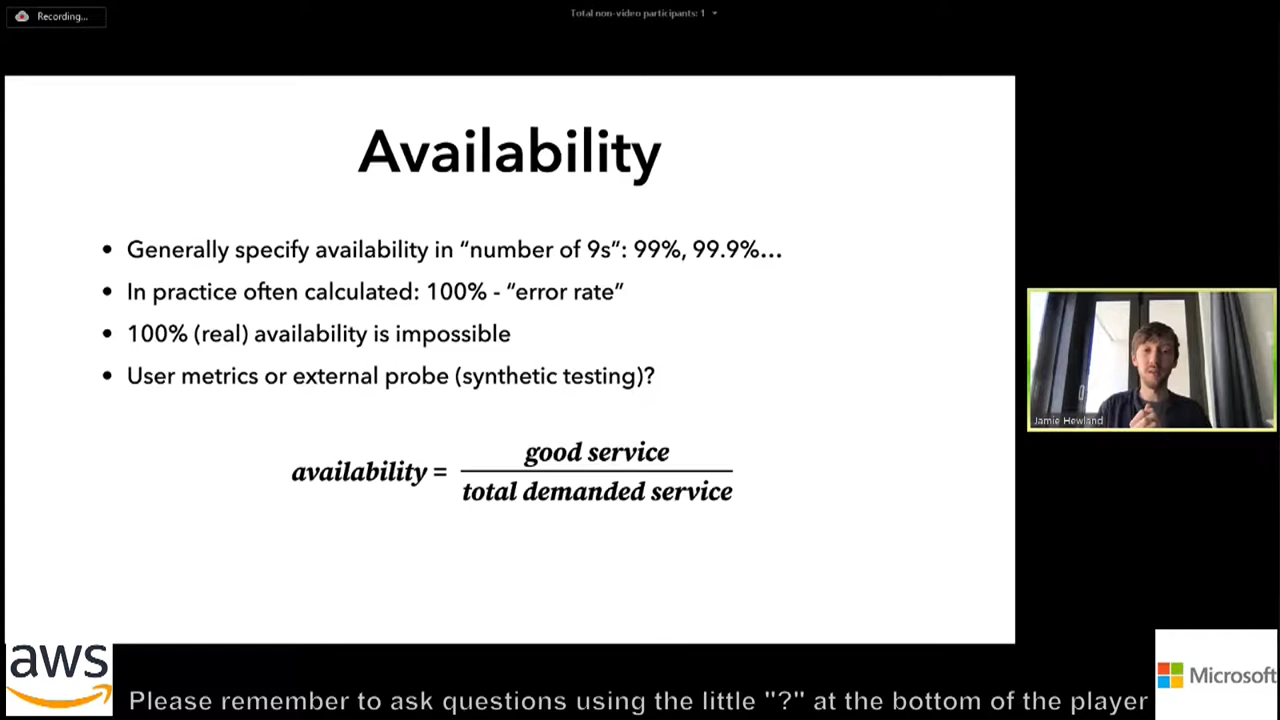 Recording...
Total non-video participants: 1
Availability
• Generally specify availability in “number of 9s”: 99%, 99.9%...
• In practice often calculated: 100% - “error rate”
• 100% (real) availability is impossible
• User metrics or external probe (synthetic testing)?
availability = good service
total demanded service
Jamie Hewland
aws
Microsoft
Please remember to ask questions using the little "?" at the bottom of the player